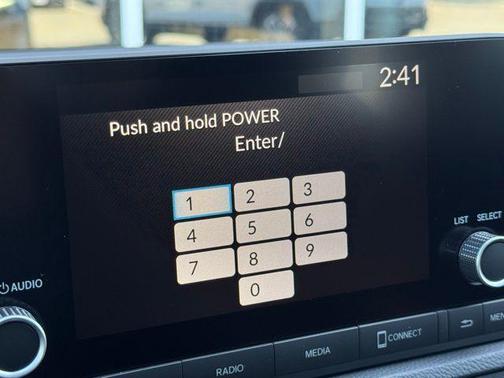 2:41
Push and hold POWER
Enter/
1 2 3
4 5 6
7 8 9
0
AUDIO
LIST SELECT
RADIO MEDIA CONNECT